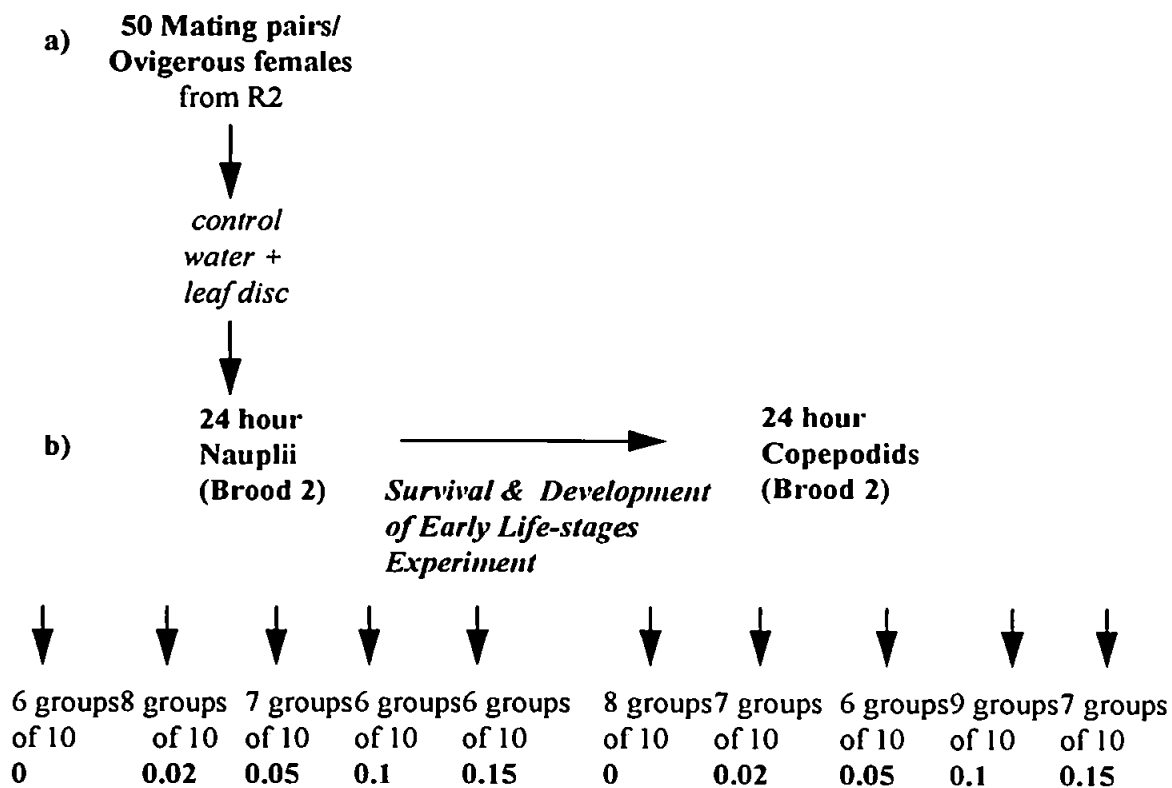 a)
50 Mating pairs/
Ovigerous females
from R2
control
water +
leaf disc
b)
24 hour
Nauplii
(Brood 2)
Survival & Development
of Early Life-stages
Experiment
24 hour
Copepodids
(Brood 2)
6 groups 8 groups 7 groups 6 groups 6 groups 8 groups 7 groups 6 groups 9 groups 7 groups
of 10 of 10 of 10 of 10 of 10 of 10 of 10 of 10 of 10 of 10
0 0.02 0.05 0.1 0.15 0 0.02 0.05 0.1 0.15